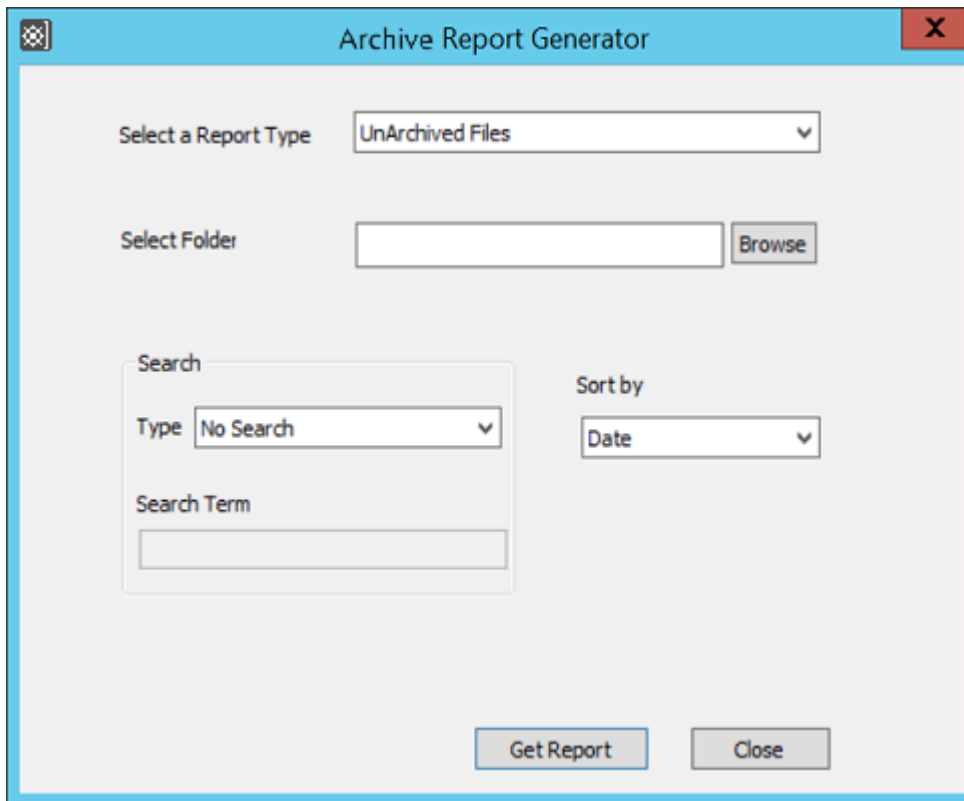 Archive Report Generator
X
Select a Report Type
UnArchived Files
Select Folder
Browse
Search
Type
No Search
Search Term
Sort by
Date
Get Report
Close